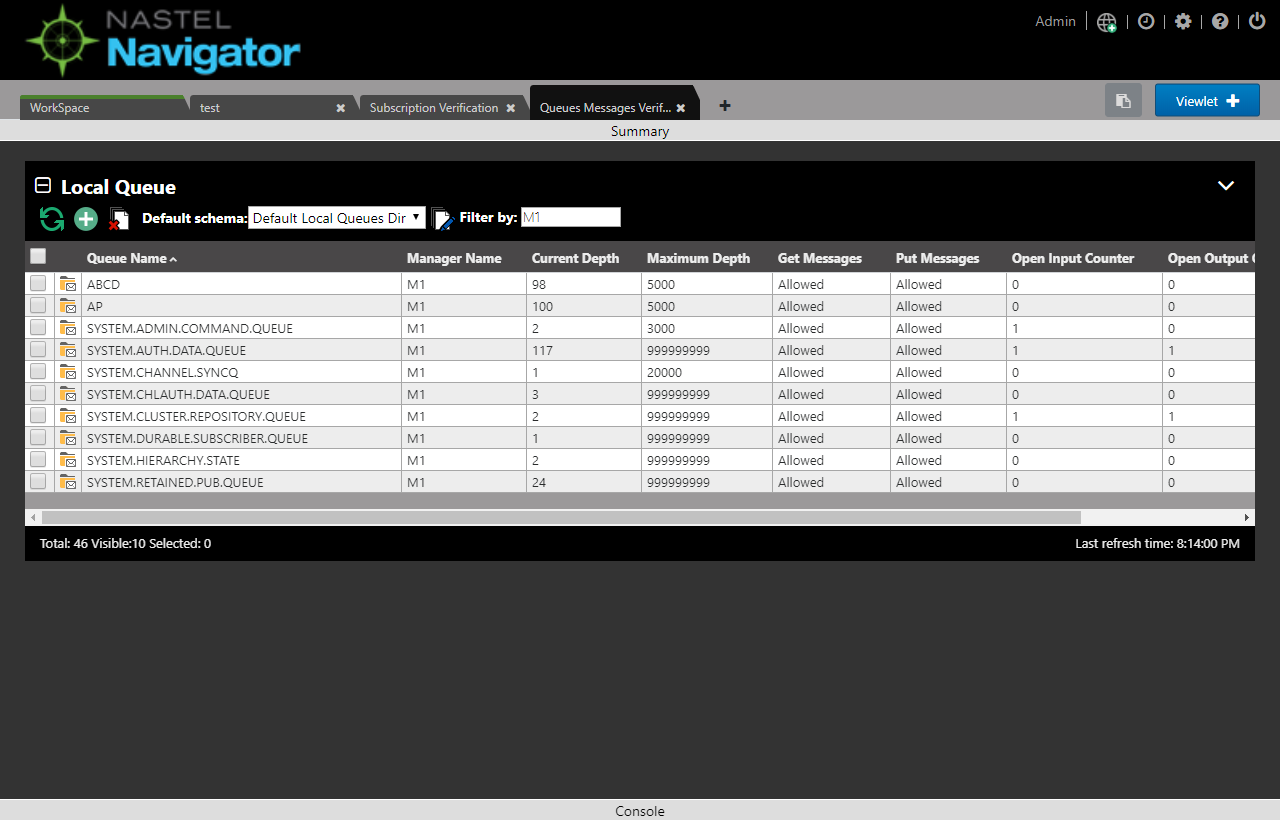 NASTEL
Navigator
Admin
WorkSpace test Subscription Verification Queues Messages Verif...
Viewlet
Summary
Local Queue
Default schema: Default Local Queues Dir Filter by: M1
Queue Name Manager Name Current Depth Maximum Depth Get Messages Put Messages Open Input Counter Open Output
ABCD M1 98 5000 Allowed Allowed 0 0
AP M1 100 5000 Allowed Allowed 0 0
SYSTEM.ADMIN.COMMAND.QUEUE M1 2 3000 Allowed Allowed 1 0
SYSTEM.AUTH.DATA.QUEUE M1 117 999999999 Allowed Allowed 1 1
SYSTEM.CHANNEL.SYNCQ M1 1 20000 Allowed Allowed 0 0
SYSTEM.CHLAUTH.DATA.QUEUE M1 3 999999999 Allowed Allowed 0 0
SYSTEM.CLUSTER.REPOSITORY.QUEUE M1 2 999999999 Allowed Allowed 1 1
SYSTEM.DURABLE.SUBSCRIBER.QUEUE M1 1 999999999 Allowed Allowed 0 0
SYSTEM.HIERARCHY.STATE M1 2 999999999 Allowed Allowed 0 0
SYSTEM.RETAINED.PUB.QUEUE M1 24 999999999 Allowed Allowed 0 0
Total: 46 Visible:10 Selected: 0 Last refresh time: 8:14:00 PM
Console